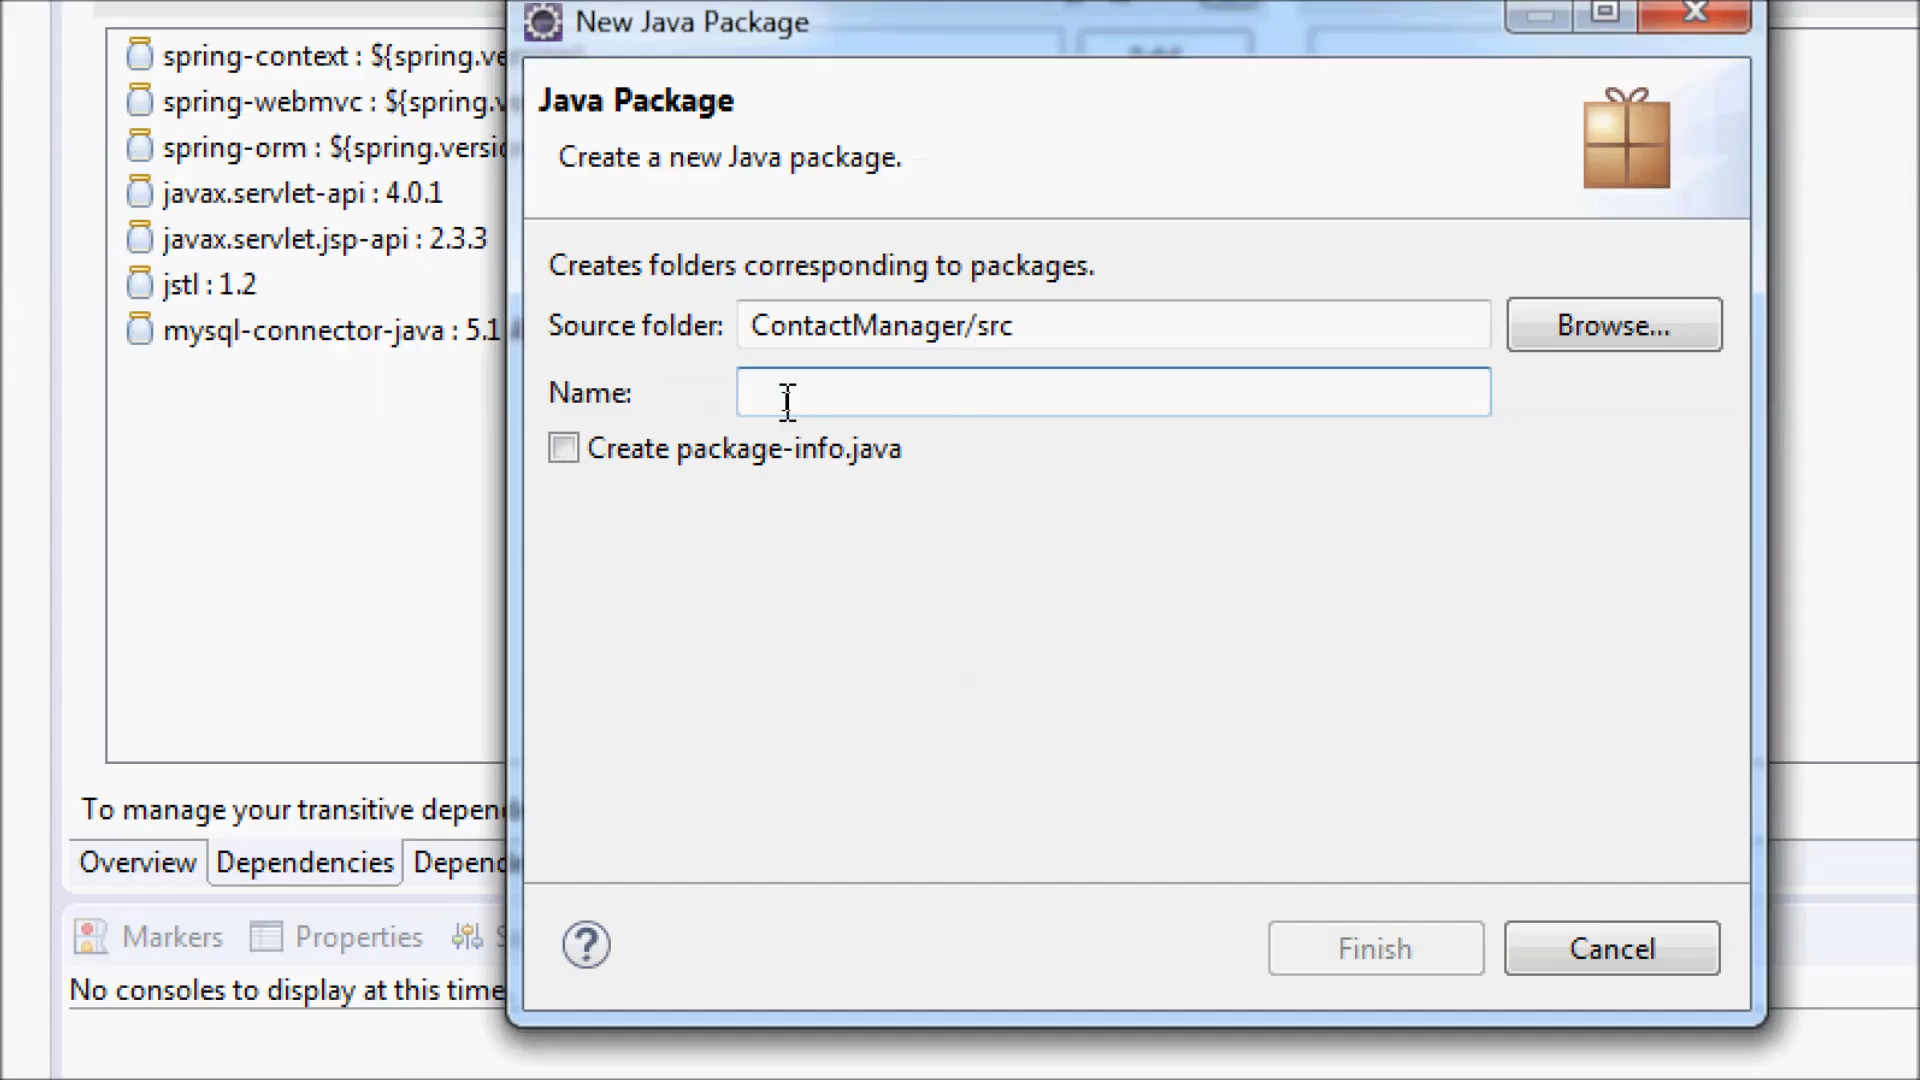 New Java Package
spring-context : ${spring.ve
spring-webmvc : ${spring.v
spring-orm : ${spring.versio
javax.servlet-api : 4.0.1
javax.servlet.jsp-api : 2.3.3
jstl : 1.2
mysql-connector-java : 5.1
Java Package
Create a new Java package.
Creates folders corresponding to packages.
Source folder: ContactManager/src Browse...
Name:
Create package-info.java
To manage your transitive depen
Overview Dependencies Depend
Markers Properties S
No consoles to display at this time
? Finish Cancel